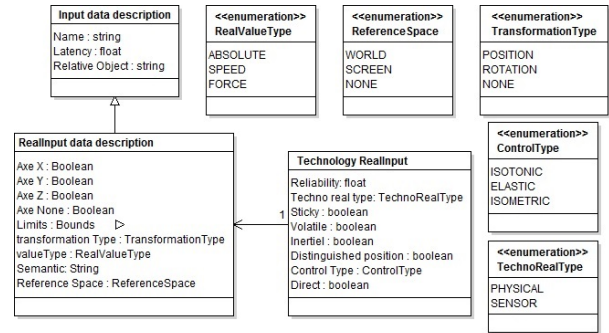 Input data description
Name : string
Latency : float
Relative Object : string
<<enumeration>>
RealValueType
ABSOLUTE
SPEED
FORCE
<<enumeration>>
ReferenceSpace
WORLD
SCREEN
NONE
<<enumeration>>
TransformationType
POSITION
ROTATION
NONE
RealInput data description
Axe X : Boolean
Axe Y : Boolean
Axe Z : Boolean
Axe None : Boolean
Limits : Bounds
transformation Type : TransformationType
valueType : RealValueType
Semantic: String
Reference Space : ReferenceSpace
1
Technology RealInput
Reliability: float
Techno real type: TechnoRealType
Sticky : boolean
Volatile : boolean
Inertiel : boolean
Distinguished position : boolean
Control Type : ControlType
Direct : boolean
<<enumeration>>
ControlType
ISOTONIC
ELASTIC
ISOMETRIC
<<enumeration>>
TechnoRealType
PHYSICAL
SENSOR